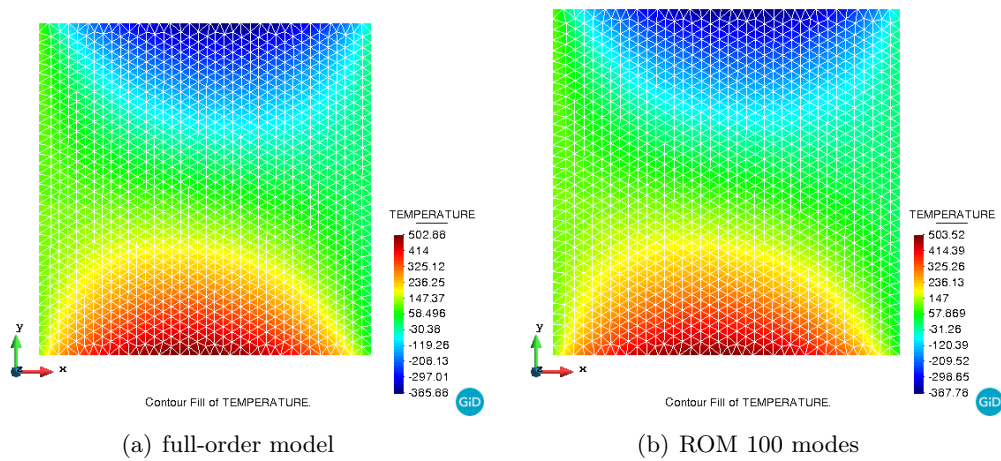 TEMPERATURE
502.66
414
325.12
236.25
147.37
58.496
-30.38
-119.26
-208.13
-297.01
-385.88
y
z
x
Contour Fill of TEMPERATURE.
GiD
(a) full-order model
TEMPERATURE
503.52
414.39
325.26
236.13
147
57.869
-31.26
-120.39
-209.52
-298.65
-387.78
y
z
x
Contour Fill of TEMPERATURE.
GiD
(b) ROM 100 modes